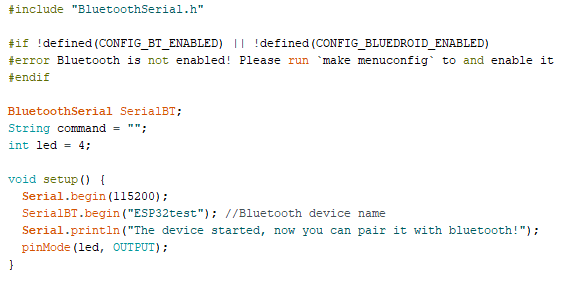 #include "BluetoothSerial.h"
#if !defined(CONFIG_BT_ENABLED) || !defined(CONFIG_BLUEDROID_ENABLED)
#error Bluetooth is not enabled! Please run `make menuconfig` to and enable it
#endif
BluetoothSerial SerialBT;
String command = "";
int led = 4;
void setup() {
  Serial.begin(115200);
  SerialBT.begin("ESP32test"); //Bluetooth device name
  Serial.println("The device started, now you can pair it with bluetooth!");
  pinMode(led, OUTPUT);
}